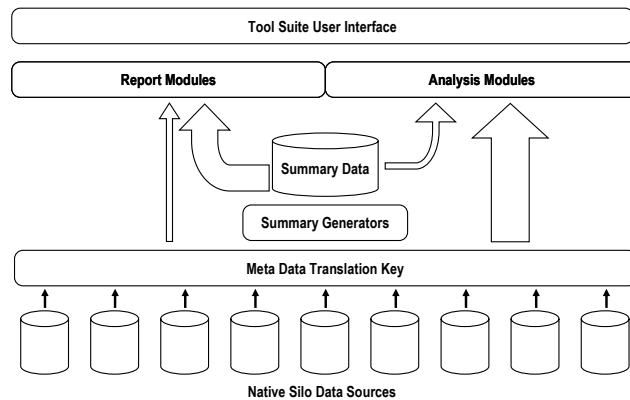 Tool Suite User Interface
Report Modules
Analysis Modules
Summary Data
Summary Generators
Meta Data Translation Key
Native Silo Data Sources